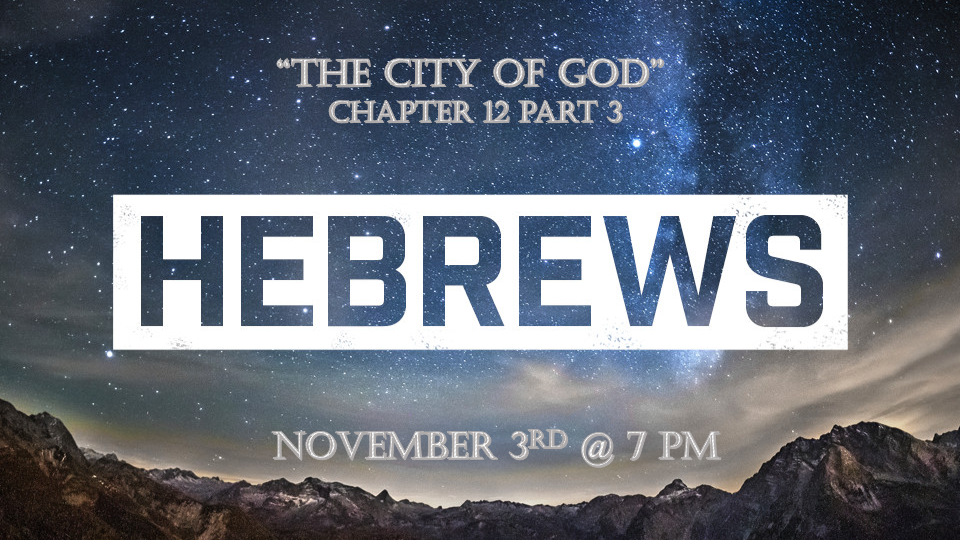 “THE CITY OF GOD”
CHAPTER 12 PART 3
HEBREWS
NOVEMBER 3RD @ 7 PM